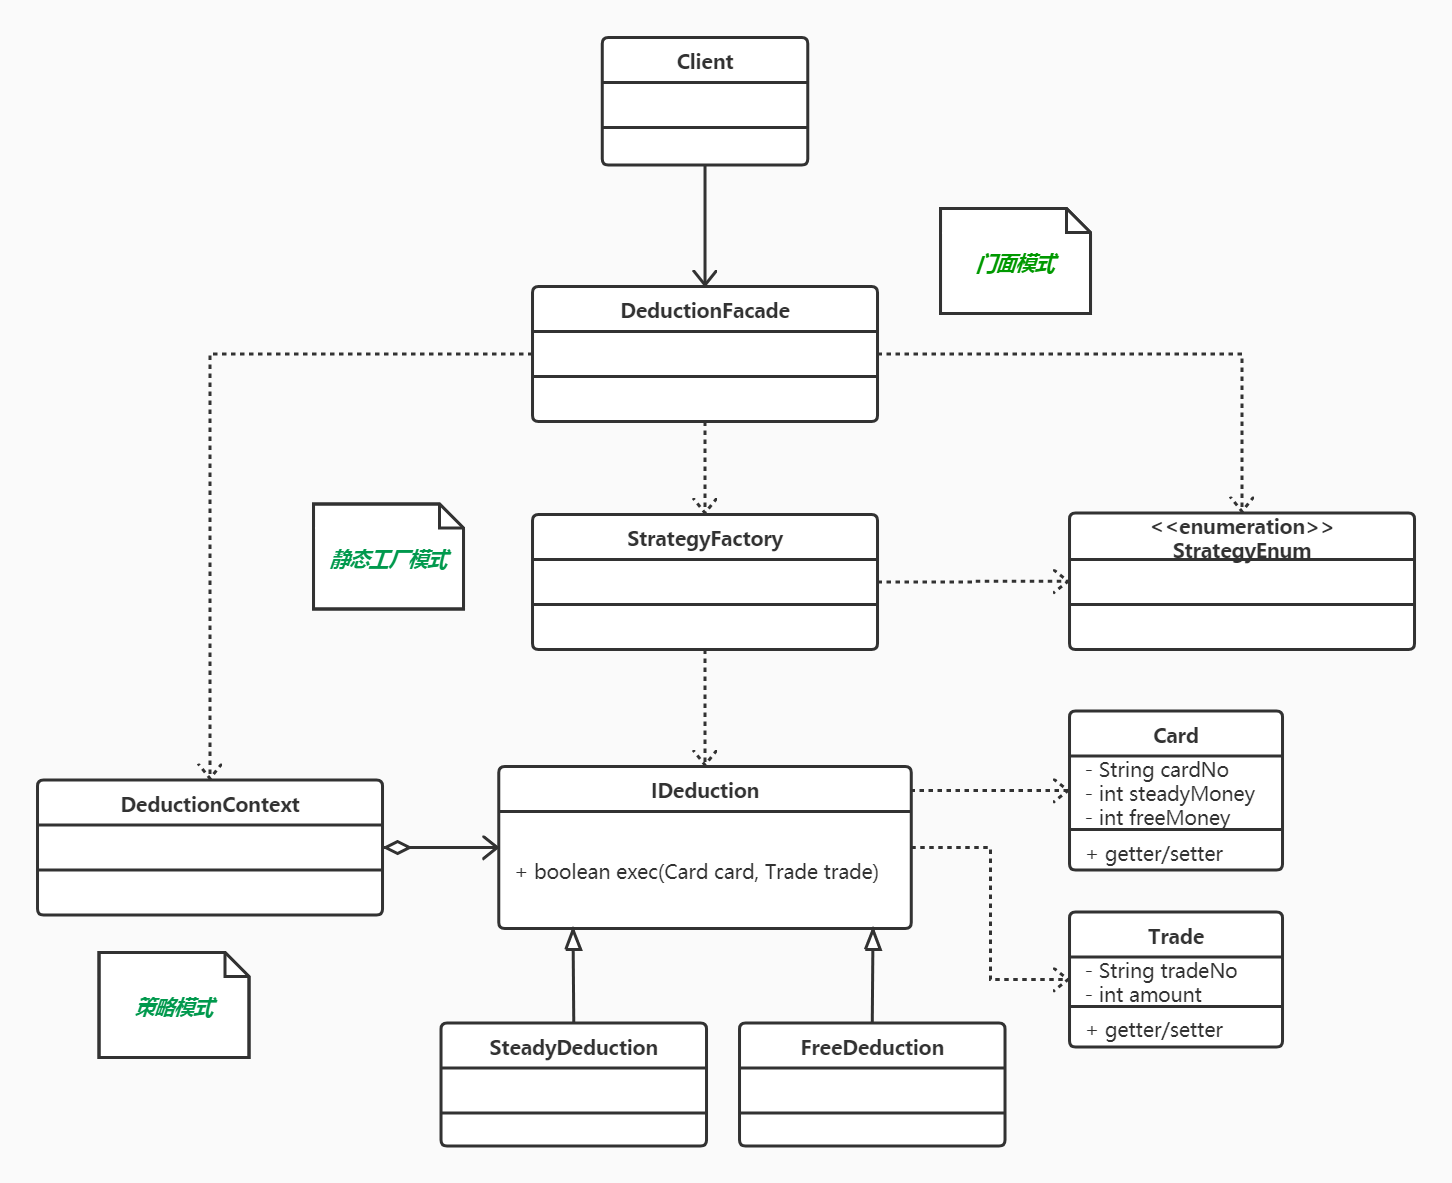 Client
门面模式
DeductionFacade
静态工厂模式
StrategyFactory
<<enumeration>>
StrategyEnum
Card
- String cardNo
- int steadyMoney
- int freeMoney
+ getter/setter
DeductionContext
IDeduction
+ boolean exec(Card card, Trade trade)
Trade
- String tradeNo
- int amount
+ getter/setter
策略模式
SteadyDeduction
FreeDeduction